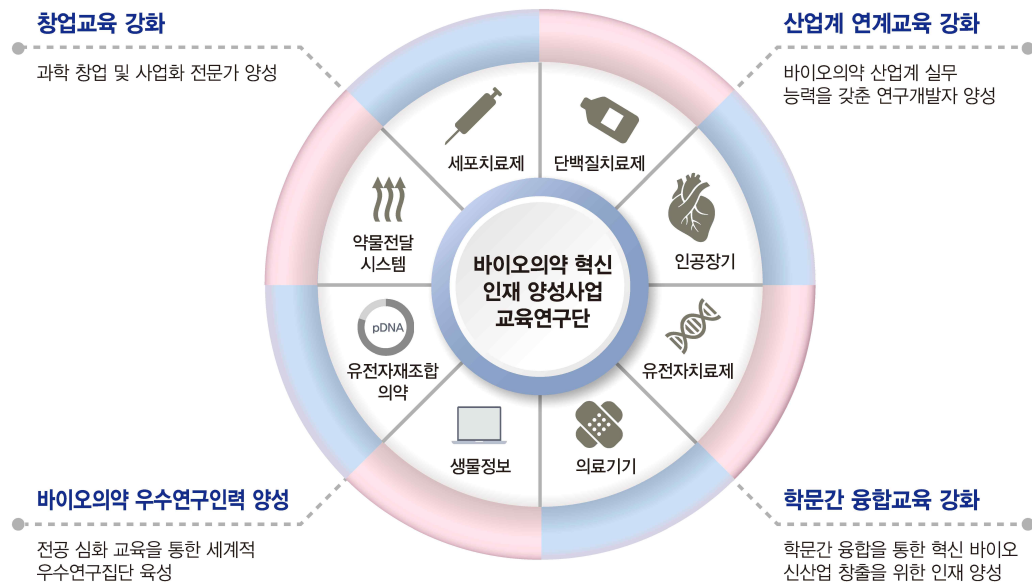 창업교육 강화
과학 창업 및 사업화 전문가 양성
산업계 연계교육 강화
바이오의약 산업계 실무
능력을 갖춘 연구개발자 양성
세포치료제
단백질치료제
약물전달
시스템
인공장기
바이오의약 혁신
인재 양성사업
교육연구단
pDNA
유전자재조합
의약
유전자치료제
생물정보
의료기기
바이오의약 우수연구인력 양성
전공 심화 교육을 통한 세계적
우수연구집단 육성
학문간 융합교육 강화
학문간 융합을 통한 혁신 바이오
신산업 창출을 위한 인재 양성